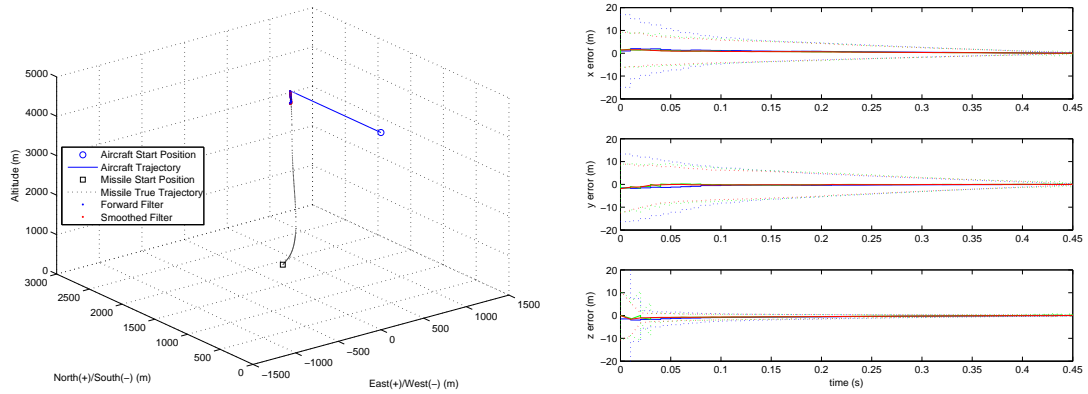 5000
4000
3000
2000
1000
0
Altitude (m)
Aircraft Start Position
Aircraft Trajectory
Missile Start Position
Missile True Trajectory
Forward Filter
Smoothed Filter
3000
2500
2000
1500
1000
500
0
North(+)/South(−) (m)
−1500
−1000
−500
0
500
1000
1500
East(+)/West(−) (m)
20
10
0
−10
−20
x error (m)
0 0.05 0.1 0.15 0.2 0.25 0.3 0.35 0.4 0.45
20
10
0
−10
−20
y error (m)
0 0.05 0.1 0.15 0.2 0.25 0.3 0.35 0.4 0.45
20
10
0
−10
−20
z error (m)
0 0.05 0.1 0.15 0.2 0.25 0.3 0.35 0.4 0.45
time (s)